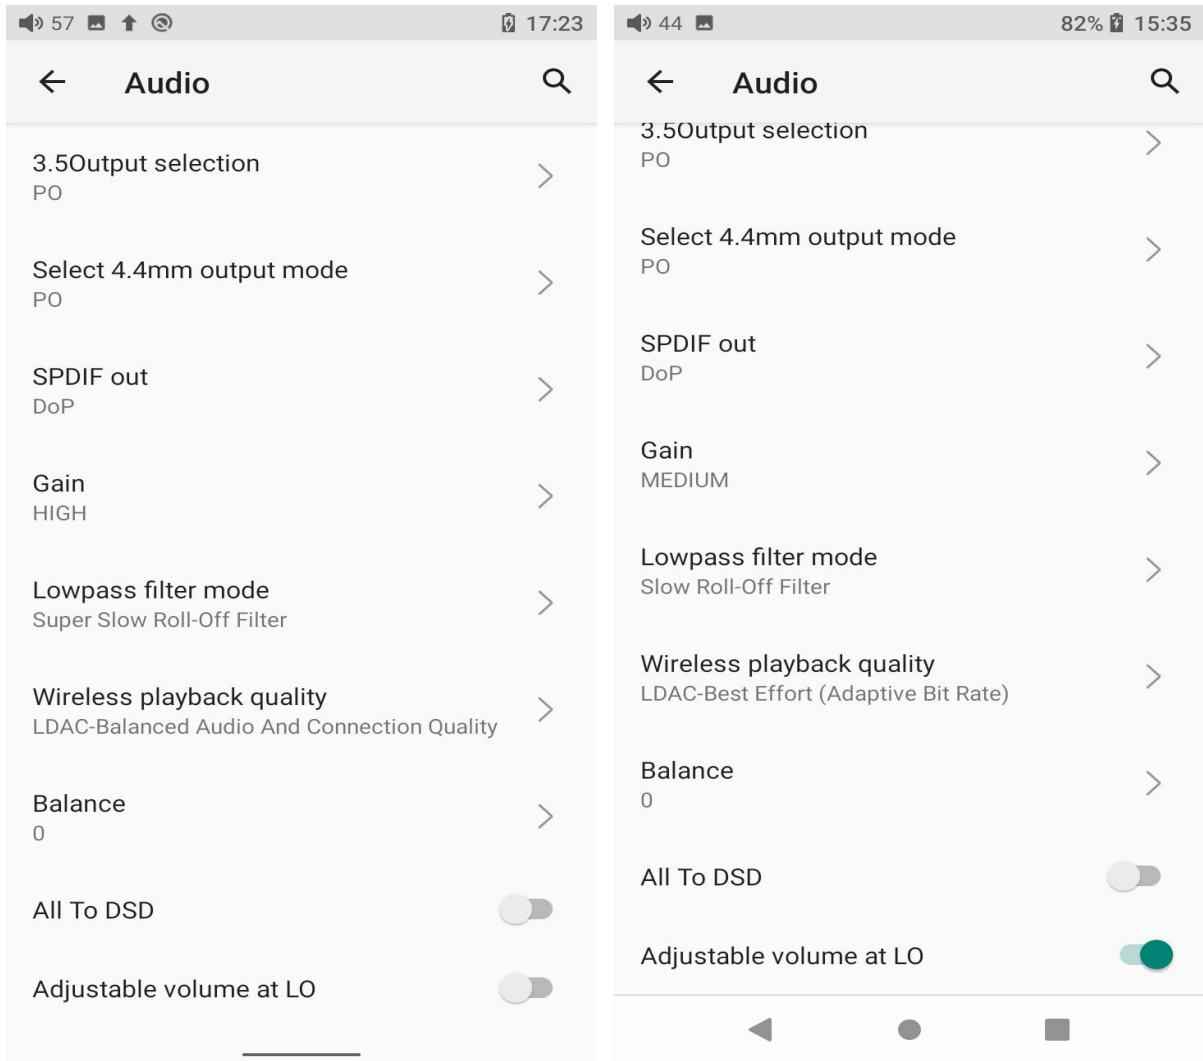 57
17:23
Audio
3.5Output selection
PO
Select 4.4mm output mode
PO
SPDIF out
DoP
Gain
HIGH
Lowpass filter mode
Super Slow Roll-Off Filter
Wireless playback quality
LDAC-Balanced Audio And Connection Quality
Balance
0
All To DSD
Adjustable volume at LO
44
82% 15:35
Audio
3.5Output selection
PO
Select 4.4mm output mode
PO
SPDIF out
DoP
Gain
MEDIUM
Lowpass filter mode
Slow Roll-Off Filter
Wireless playback quality
LDAC-Best Effort (Adaptive Bit Rate)
Balance
0
All To DSD
Adjustable volume at LO